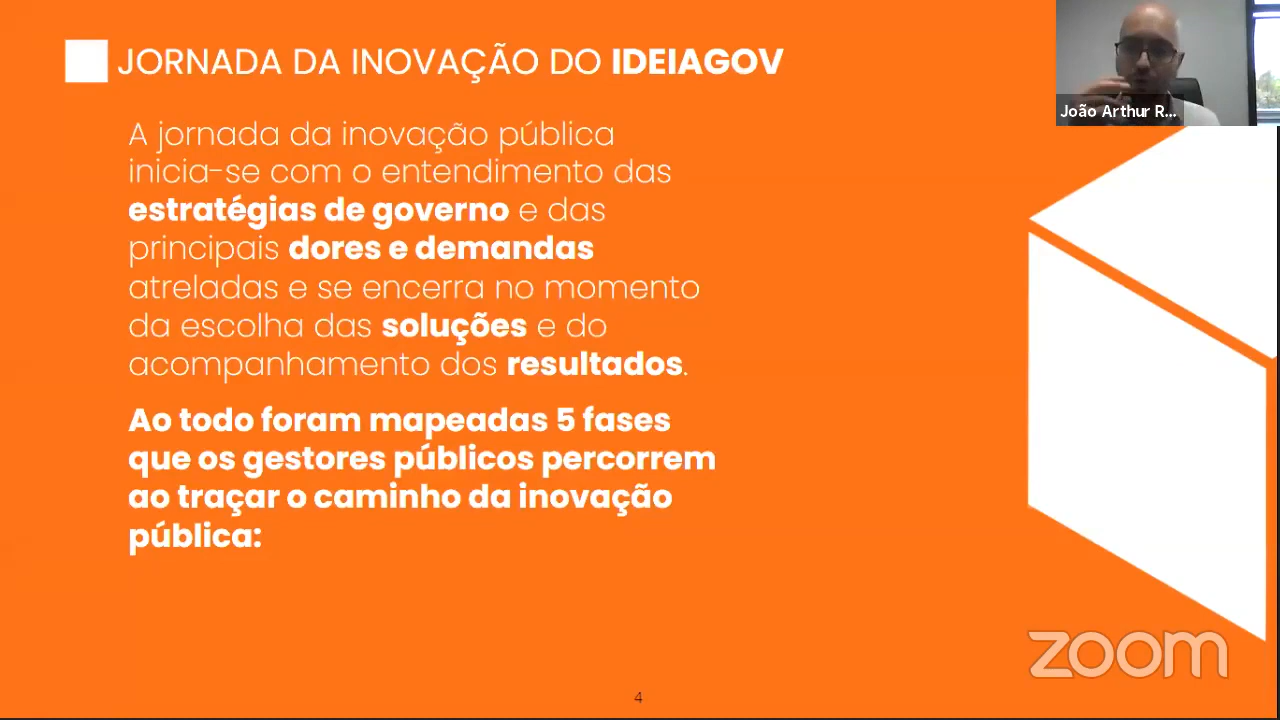 JORNADA DA INOVAÇÃO DO IDEIAGOV
João Arthur R...
A jornada da inovação pública
inicia-se com o entendimento das
estratégias de governo e das
principais dores e demandas
atreladas e se encerra no momento
da escolha das soluções e do
acompanhamento dos resultados.
Ao todo foram mapeadas 5 fases
que os gestores públicos percorrem
ao traçar o caminho da inovação
pública:
zoom
4